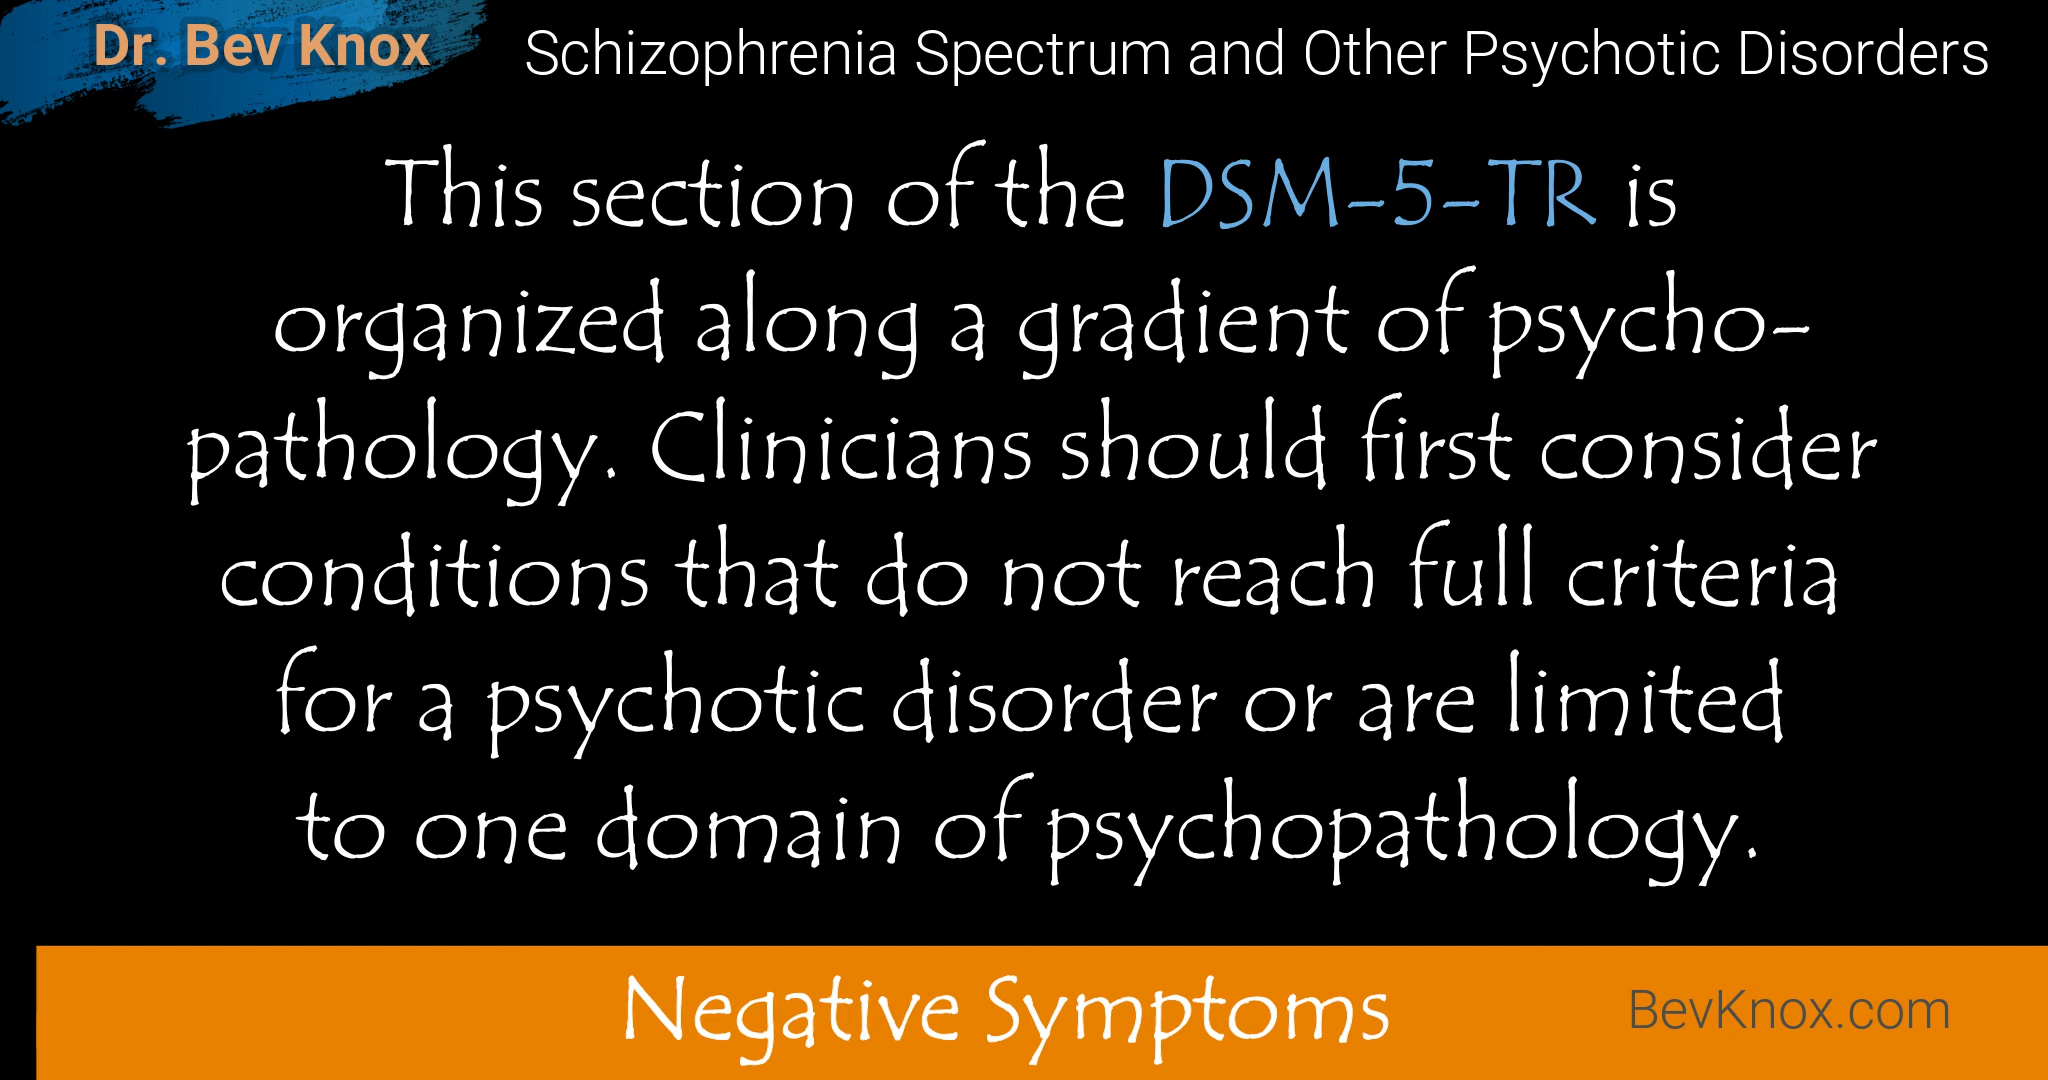 Dr. Bev Knox
Schizophrenia Spectrum and Other Psychotic Disorders
This section of the DSM-5-TR is
organized along a gradient of psycho-
pathology. Clinicians should first consider
conditions that do not reach full criteria
for a psychotic disorder or are limited
to one domain of psychopathology.
Negative Symptoms
BevKnox.com